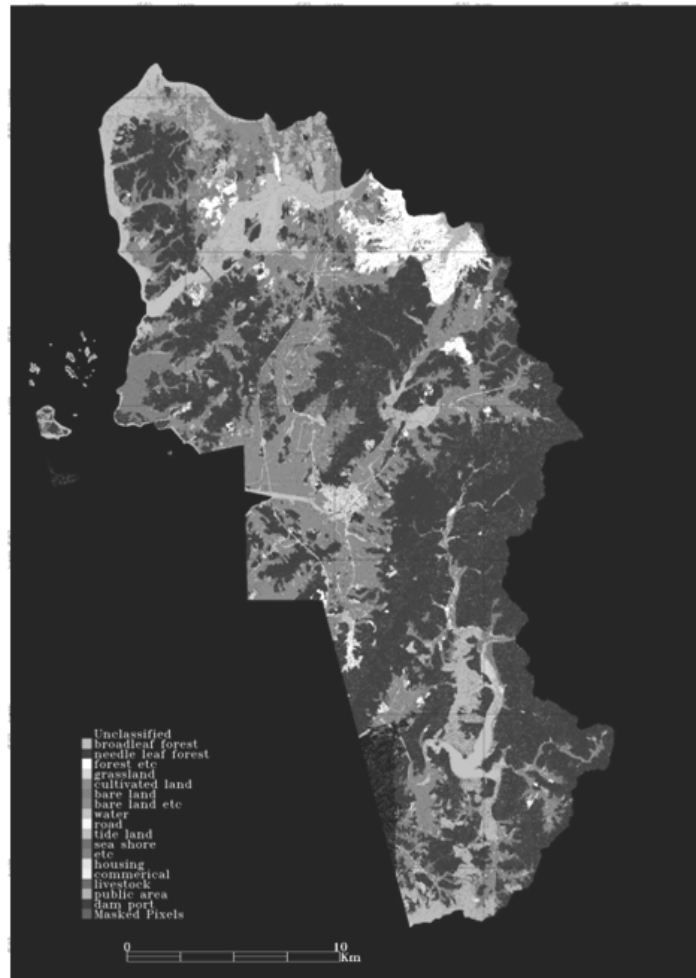 Unclassified
broadleaf forest
needle leaf forest
forest etc
grassland
cultivated land
bare land
bare land etc
water
road
tide land
sea shore
etc
housing
commerical
livestock
public area
dam port
Masked Pixels
0 10
Km